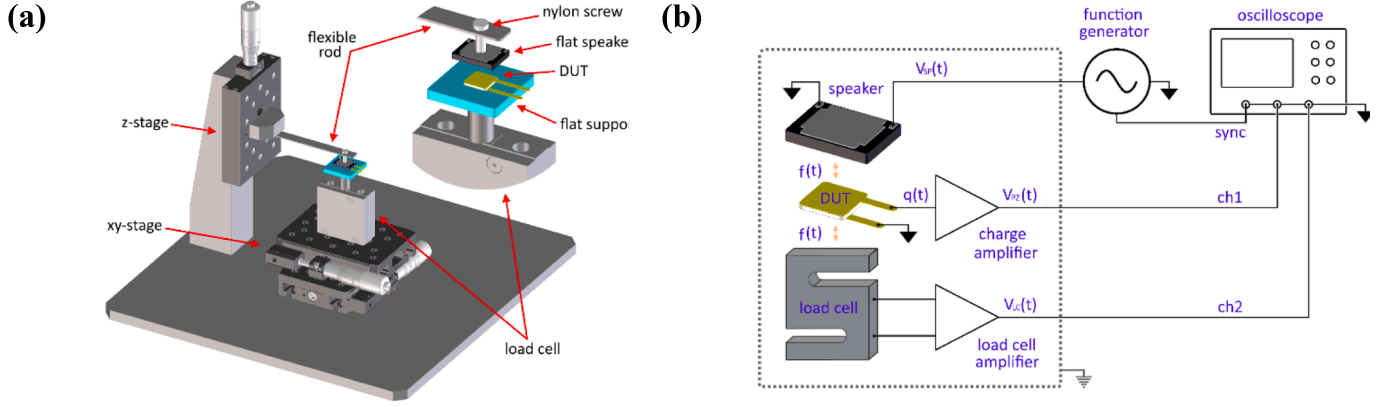 (a)
nylon screw
flexible
rod
flat speake
DUT
flat suppo
z-stage
xy-stage
load cell
(b)
function
generator
oscilloscope
VSP(t)
speaker
sync
f(t)
DUT
q(t)
VPZ(t)
ch1
f(t)
charge
amplifier
load cell
VLC(t)
ch2
load cell
amplifier